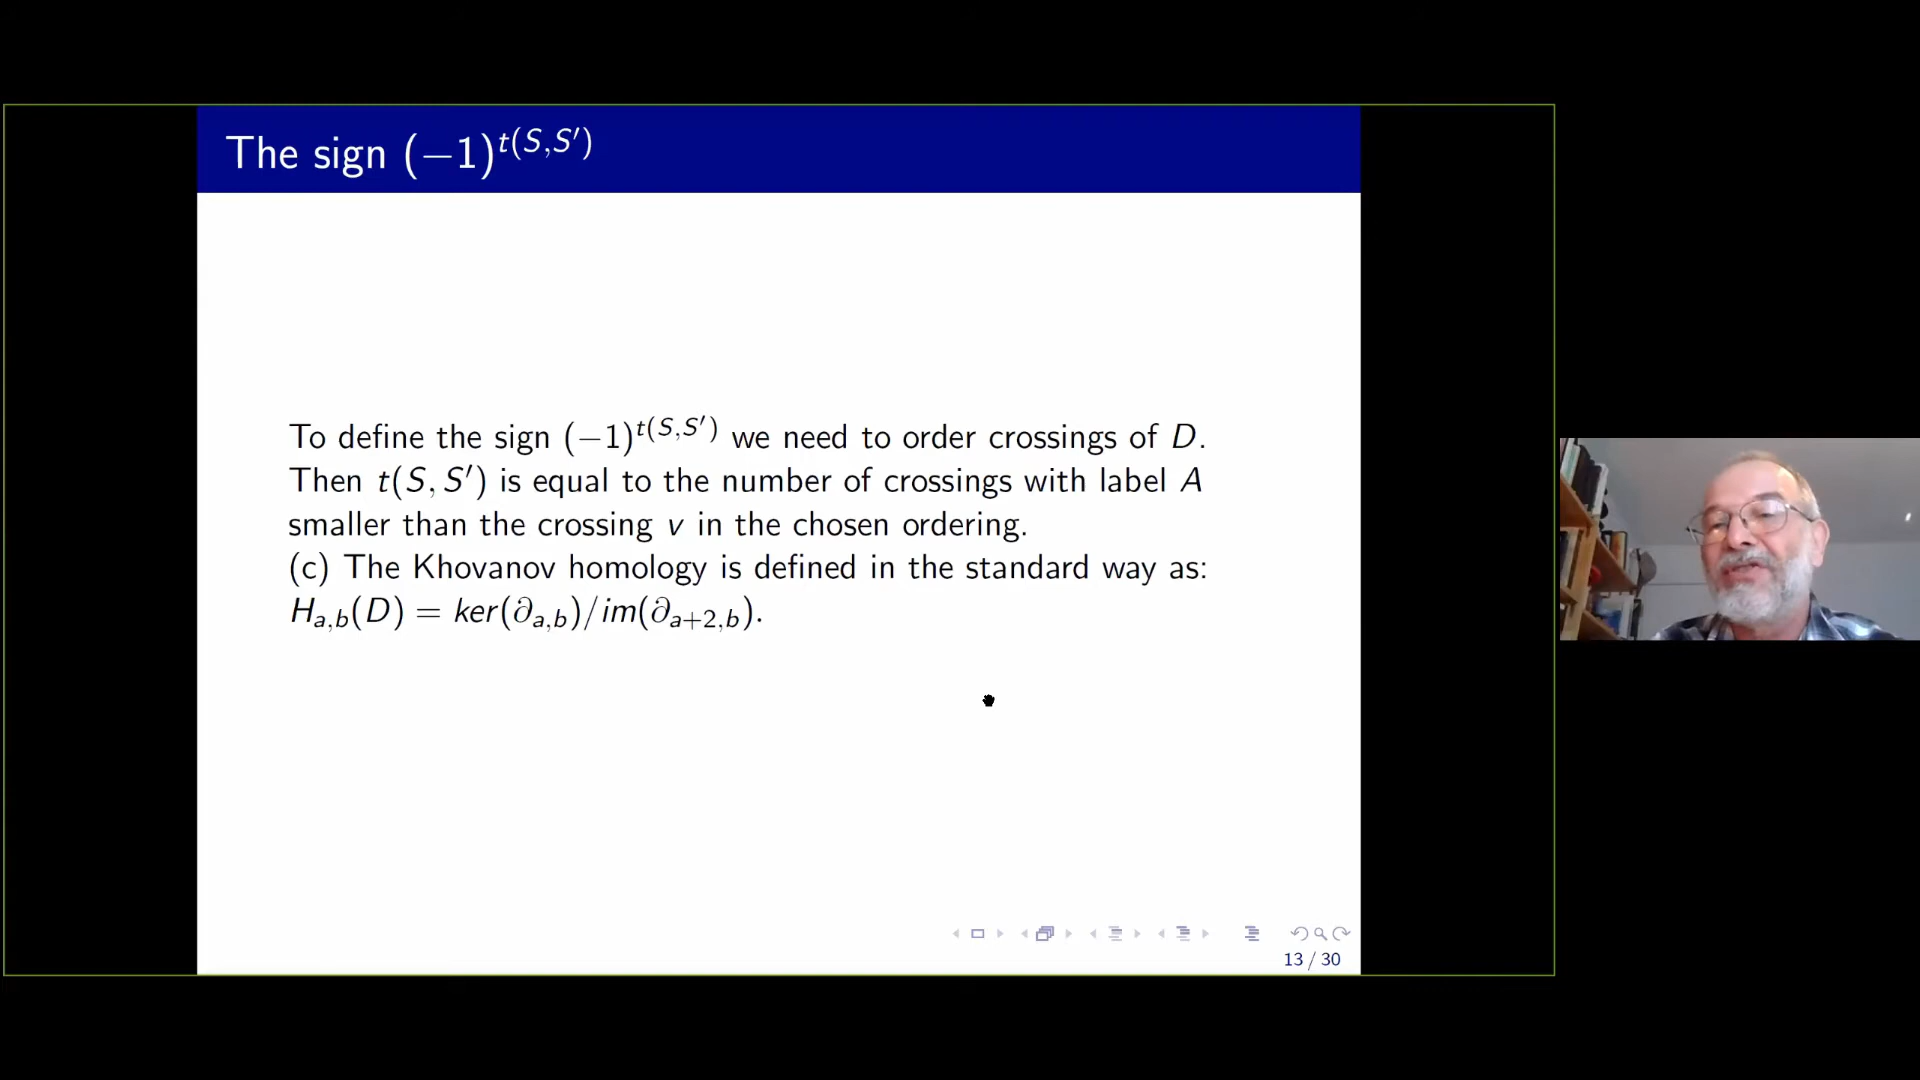 The sign (−1)^{t(S,S′)}
To define the sign (−1)^{t(S,S′)} we need to order crossings of D.
Then t(S, S′) is equal to the number of crossings with label A
smaller than the crossing v in the chosen ordering.
(c) The Khovanov homology is defined in the standard way as:
H_{a,b}(D) = ker(∂_{a,b})/im(∂_{a+2,b}).
13 / 30